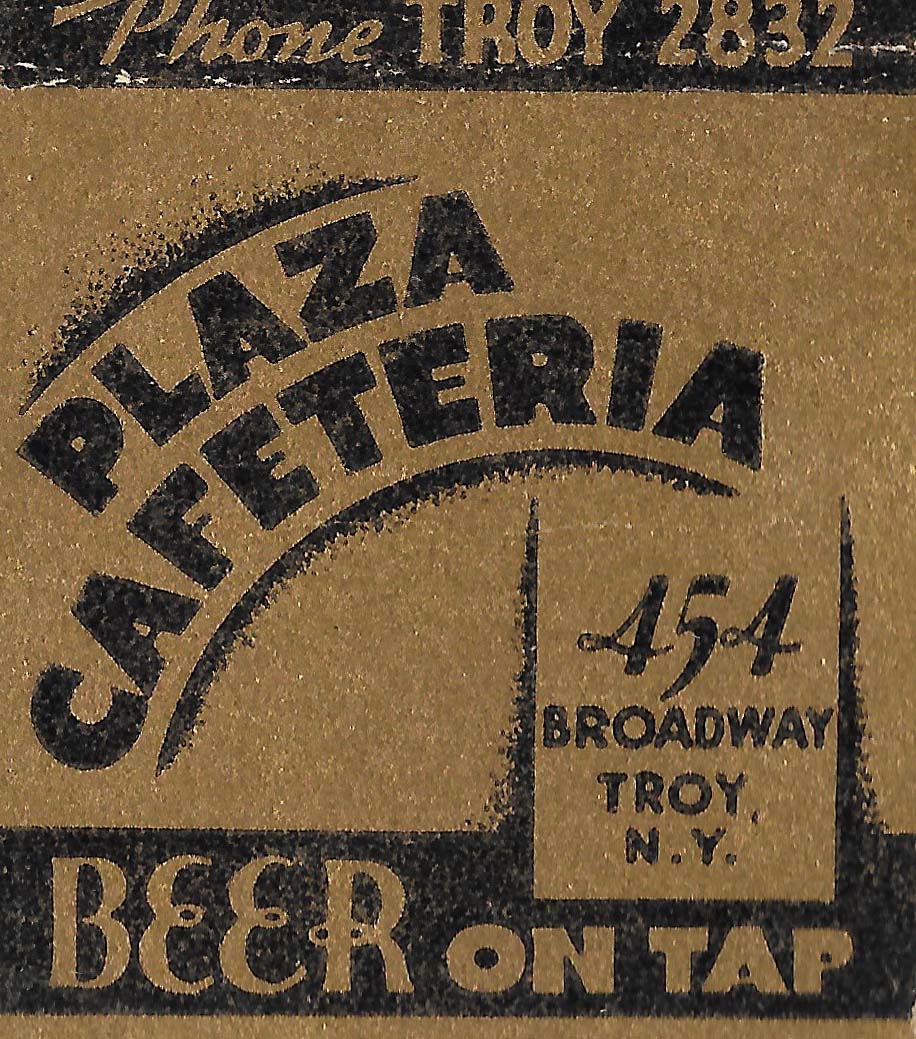 Phone TROY 2832
PLAZA
CAFETERIA
454
BROADWAY
TROY,
N.Y.
BEER ON TAP